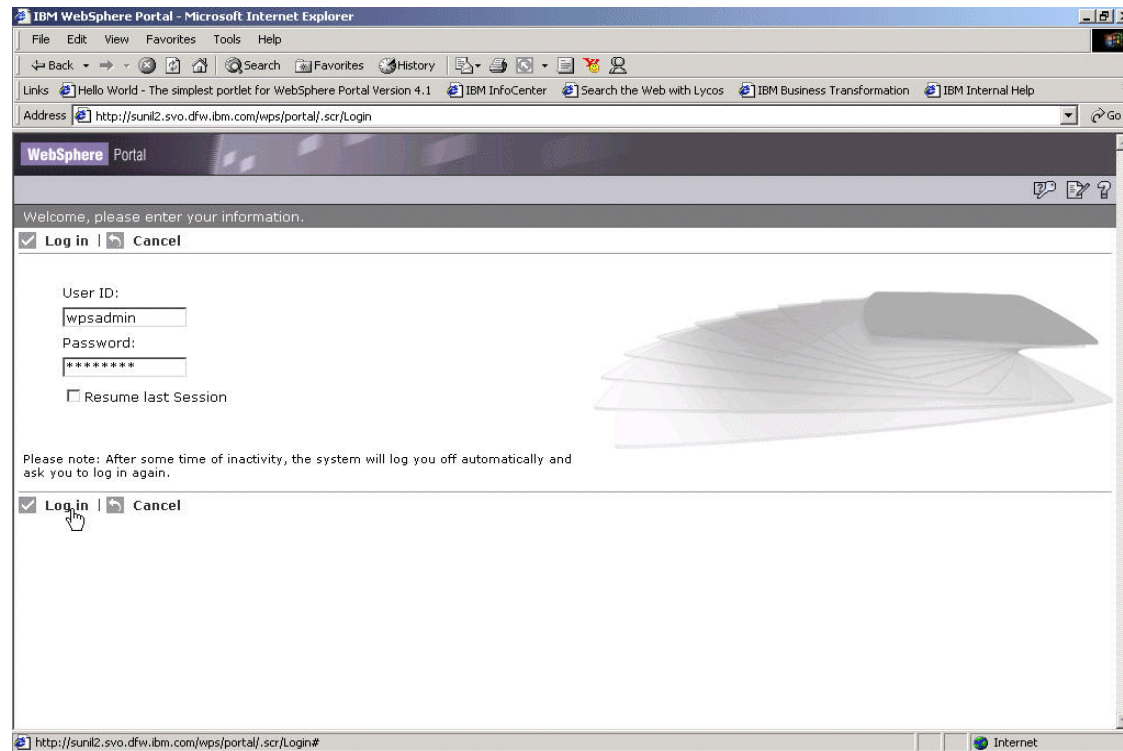 IBM WebSphere Portal - Microsoft Internet Explorer
File Edit View Favorites Tools Help
Back Search Favorites History
Links Hello World - The simplest portlet for WebSphere Portal Version 4.1 IBM InfoCenter Search the Web with Lycos IBM Business Transformation IBM Internal Help
Address http://sunil2.svo.dfw.ibm.com/wps/portal/.scr/Login Go
WebSphere Portal
Welcome, please enter your information.
Log in | Cancel
User ID:
wpsadmin
Password:
********
Resume last Session
Please note: After some time of inactivity, the system will log you off automatically and
ask you to log in again.
Log in | Cancel
http://sunil2.svo.dfw.ibm.com/wps/portal/.scr/Login# Internet